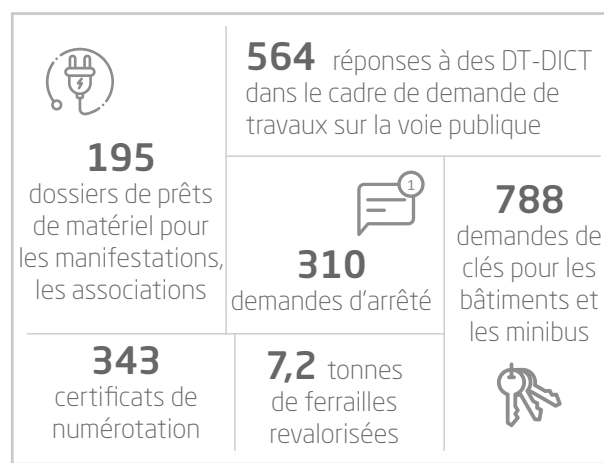 195
dossiers de prêts
de matériel pour
les manifestations,
les associations
564 réponses à des DT-DICT
dans le cadre de demande de
travaux sur la voie publique
1
310
demandes d'arrêté
788
demandes de
clés pour les
bâtiments et
les minibus
343
certificats de
numérotation
7,2 tonnes
de ferrailles
revalorisées